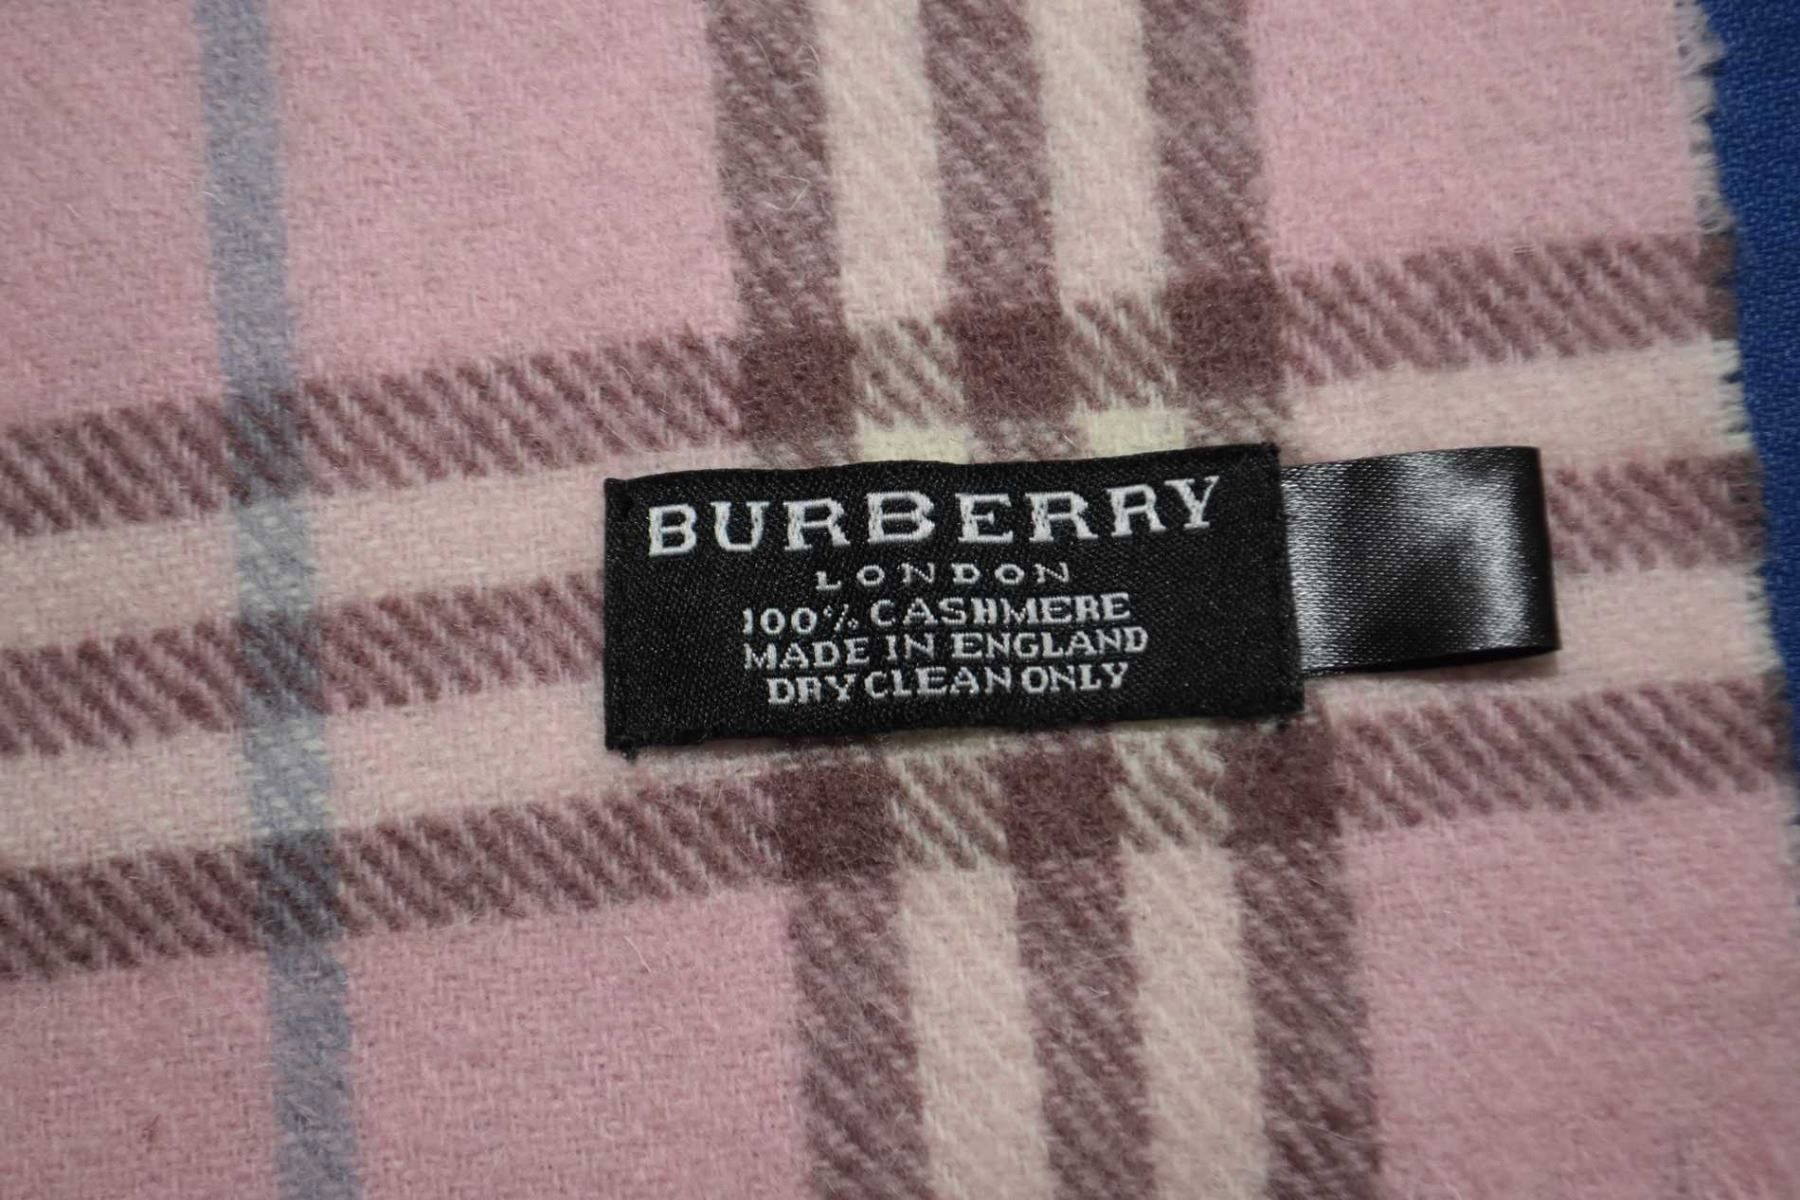 BURBERRY
LONDON
100% CASHMERE
MADE IN ENGLAND
DRY CLEAN ONLY